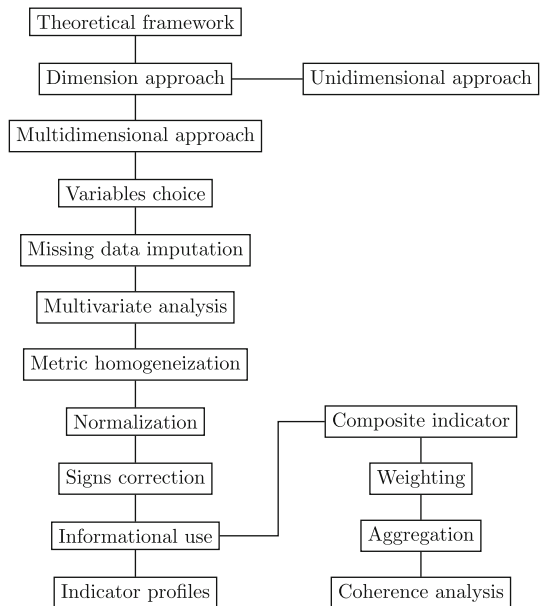 Theoretical framework
Dimension approach
Unidimensional approach
Multidimensional approach
Variables choice
Missing data imputation
Multivariate analysis
Metric homogeneization
Normalization
Composite indicator
Signs correction
Weighting
Informational use
Aggregation
Indicator profiles
Coherence analysis